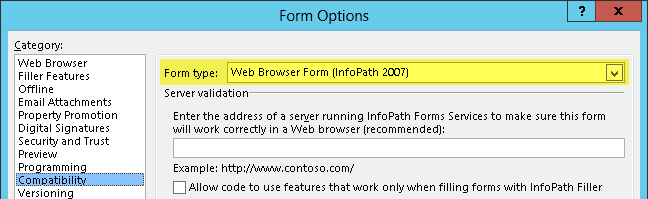 Form Options
?
X
Category:
Web Browser
Filler Features
Offline
Email Attachments
Property Promotion
Digital Signatures
Security and Trust
Preview
Programming
Compatibility
Versioning
Form type: Web Browser Form (InfoPath 2007)
Server validation
Enter the address of a server running InfoPath Forms Services to make sure this form
will work correctly in a Web browser (recommended):
Example: http://www.contoso.com/
Allow code to use features that work only when filling forms with InfoPath Filler